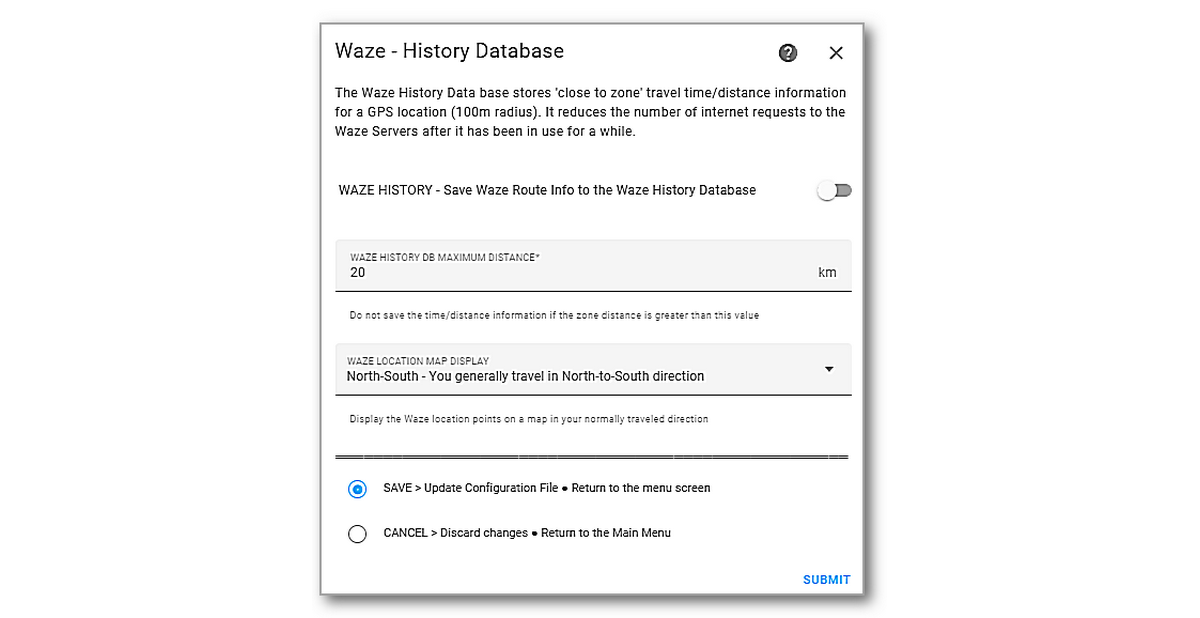 Waze - History Database
The Waze History Data base stores 'close to zone' travel time/distance information
for a GPS location (100m radius). It reduces the number of internet requests to the
Waze Servers after it has been in use for a while.
WAZE HISTORY - Save Waze Route Info to the Waze History Database
WAZE HISTORY DB MAXIMUM DISTANCE*
20 km
Do not save the time/distance information if the zone distance is greater than this value
WAZE LOCATION MAP DISPLAY
North-South - You generally travel in North-to-South direction
Display the Waze location points on a map in your normally traveled direction
SAVE > Update Configuration File ● Return to the menu screen
CANCEL > Discard changes ● Return to the Main Menu
SUBMIT